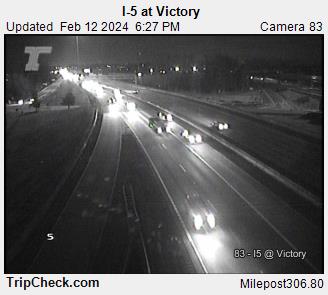 I-5 at Victory
Updated Feb 12 2024 6:27 PM Camera 83
T
S
83 - I5 @ Victory
TripCheck.com Milepost306.80